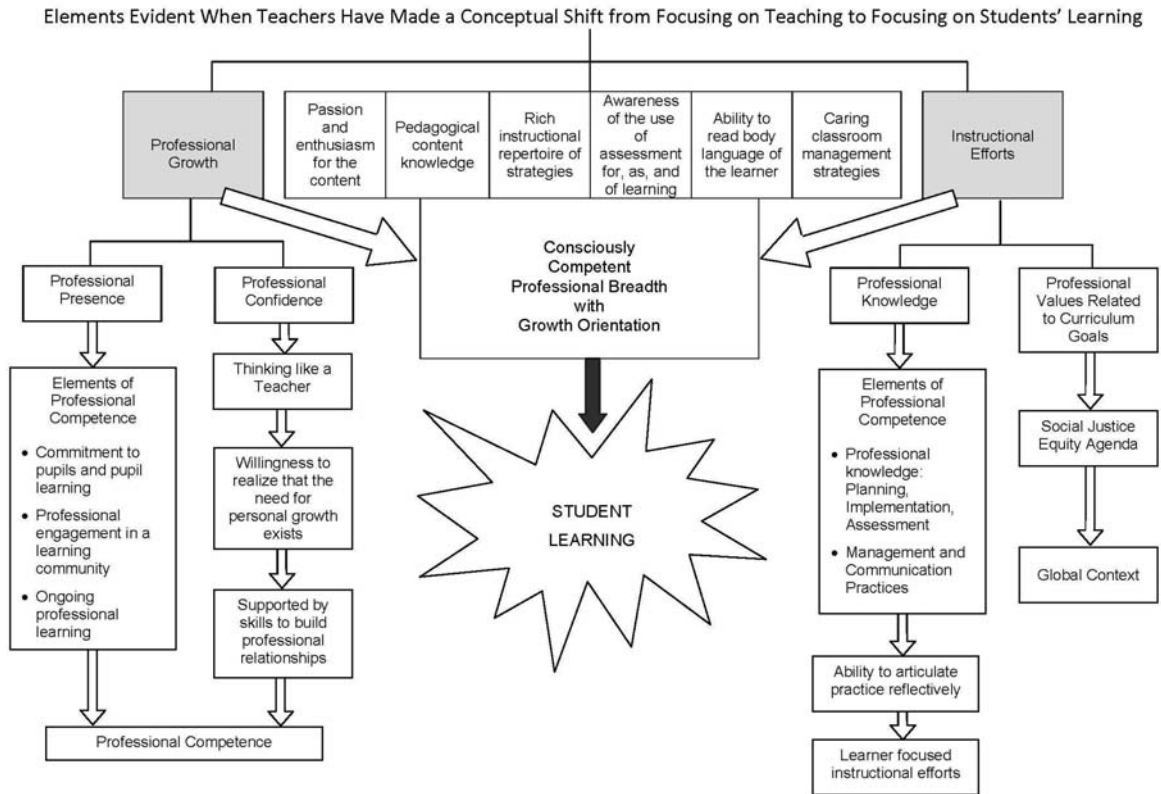 Elements Evident When Teachers Have Made a Conceptual Shift from Focusing on Teaching to Focusing on Students' Learning
Professional
Growth
Passion
and
enthusiasm
for the
content
Pedagogical
content
knowledge
Rich
instructional
repertoire of
strategies
Awareness
of the use
of
assessment
for, as, and
of learning
Ability to
read body
language of
the learner
Caring
classroom
management
strategies
Instructional
Efforts
Consciously
Competent
Professional Breadth
with
Growth Orientation
Professional
Presence
Professional
Confidence
Professional
Knowledge
Professional
Values Related
to Curriculum
Goals
Elements of
Professional
Competence
• Commitment to
pupils and pupil
learning
• Professional
engagement in a
learning
community
• Ongoing
professional
learning
Thinking like a
Teacher
Willingness to
realize that the
need for
personal growth
exists
Supported by
skills to build
professional
relationships
Professional Competence
STUDENT
LEARNING
Elements of
Professional
Competence
• Professional
knowledge:
Planning,
Implementation,
Assessment
• Management and
Communication
Practices
Ability to articulate
practice reflectively
Learner focused
instructional efforts
Social Justice
Equity Agenda
Global Context